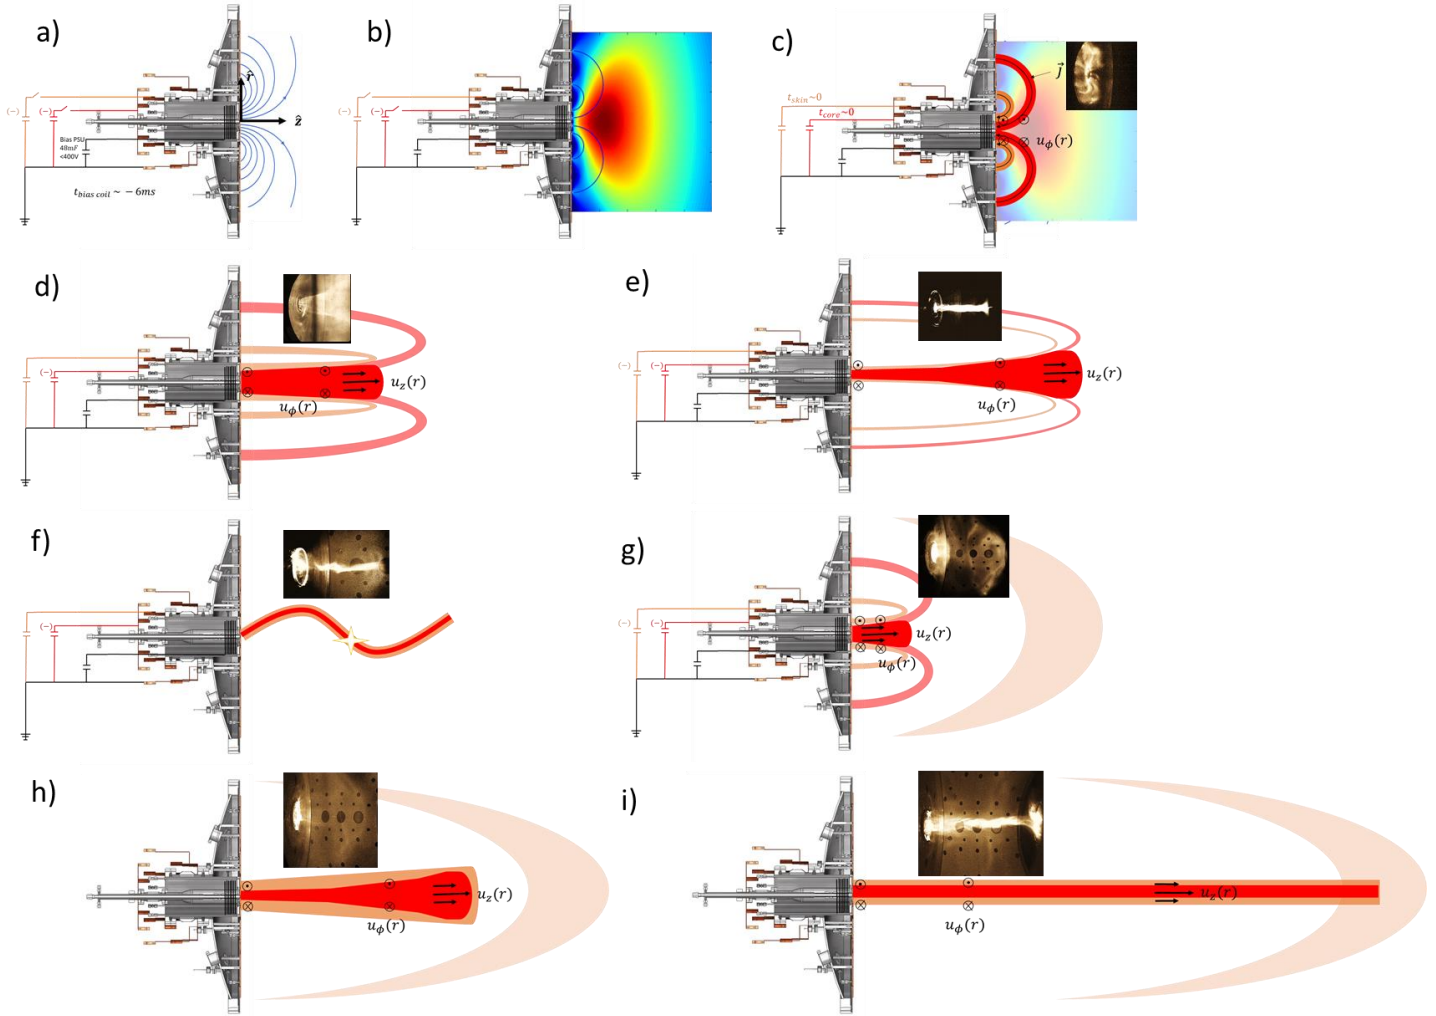 a)
r̂
ẑ
(−)
(−)
Bias PSU
48mF
<400V
t_bias coil ~ −6ms
b)
(−)
(−)
c)
t_skin~0
t_core~0
(−)
(−)
j⃗
u_ϕ(r)
d)
(−)
(−)
u_z(r)
u_ϕ(r)
e)
(−)
(−)
u_z(r)
u_ϕ(r)
f)
(−)
(−)
g)
(−)
(−)
u_z(r)
u_ϕ(r)
h)
u_z(r)
u_ϕ(r)
i)
u_z(r)
u_ϕ(r)